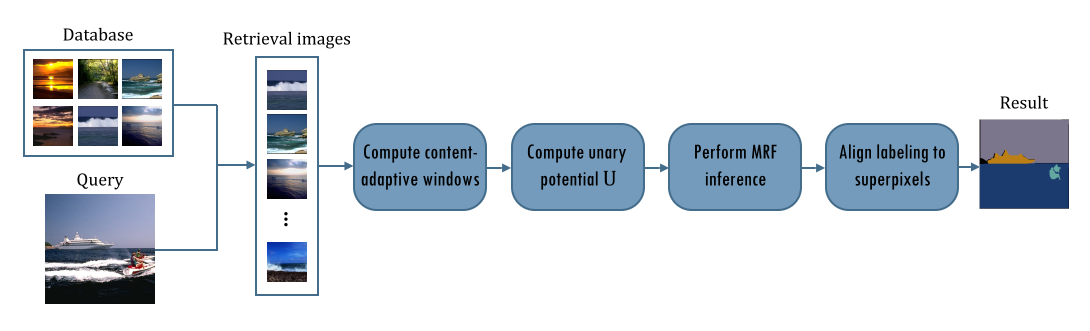 Database
Query
Retrieval images
Compute content-
adaptive windows
Compute unary
potential U
Perform MRF
inference
Align labeling to
superpixels
Result